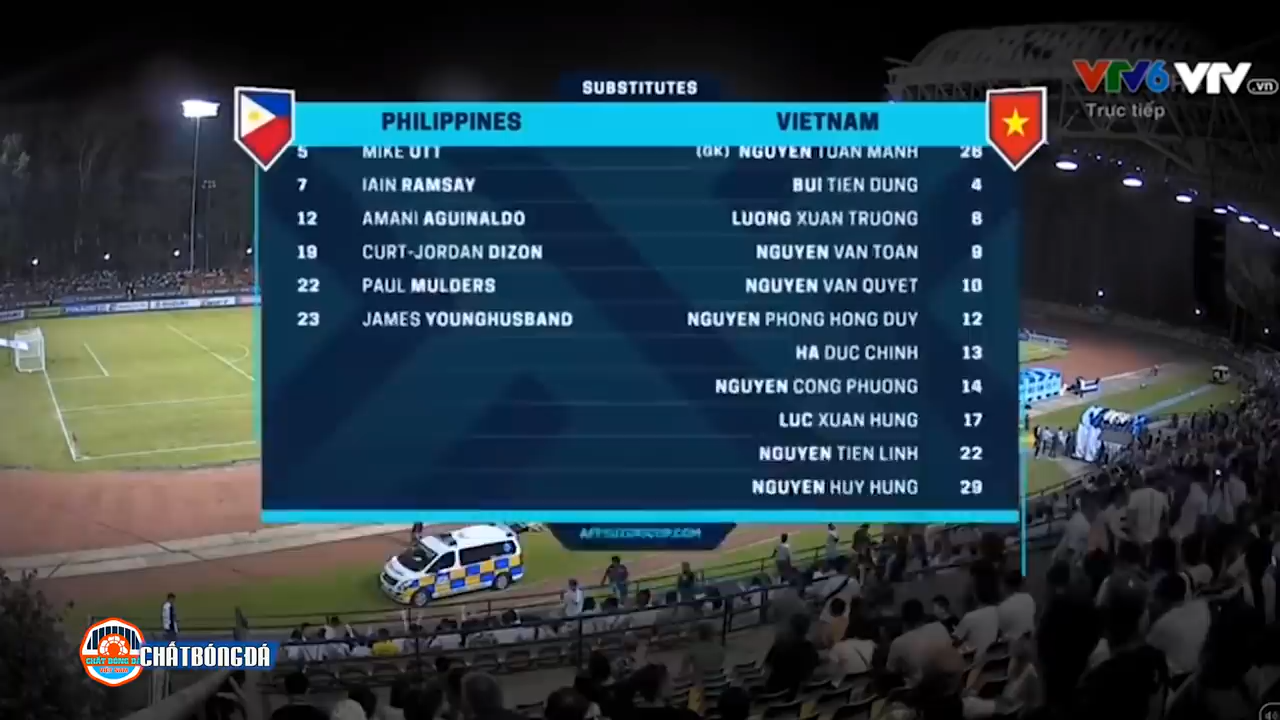 SUBSTITUTES
VTV6 VTV.vn
Trực tiếp
PHILIPPINES VIETNAM
5 MIKE OTT (GK) NGUYEN TUAN MANH 26
7 IAIN RAMSAY BUI TIEN DUNG 4
12 AMANI AGUINALDO LUONG XUAN TRUONG 8
19 CURT-JORDAN DIZON NGUYEN VAN TOAN 9
22 PAUL MULDERS NGUYEN VAN QUYET 10
23 JAMES YOUNGHUSBAND NGUYEN PHONG HONG DUY 12
HA DUC CHINH 13
NGUYEN CONG PHUONG 14
LUC XUAN HUNG 17
NGUYEN TIEN LINH 22
NGUYEN HUY HUNG 29
AFFSUZUKICUP.COM
CHẤTBÓNGĐÁ